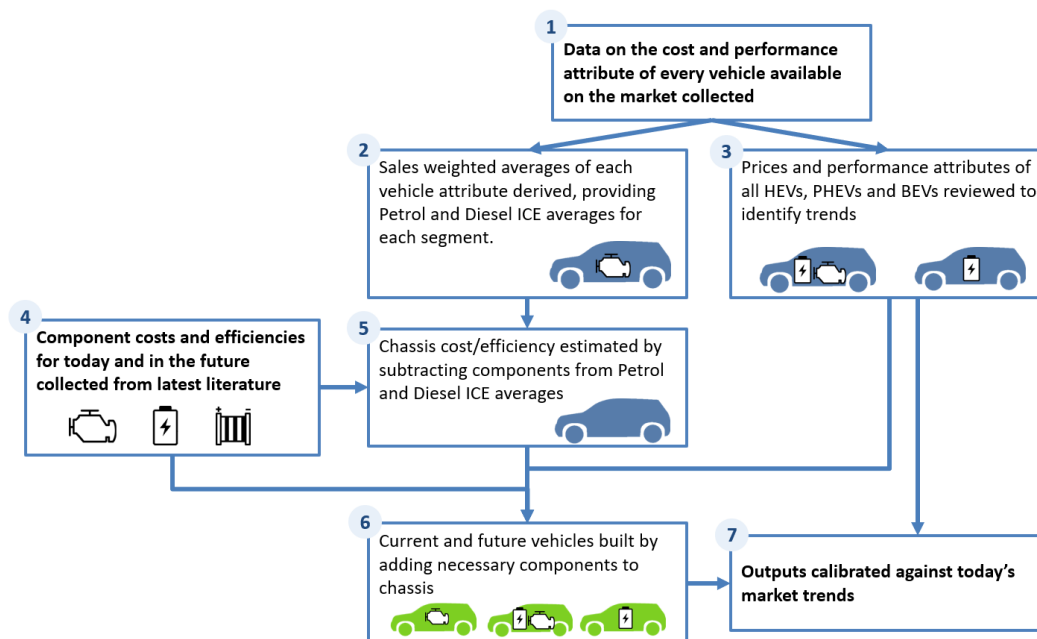 1
Data on the cost and performance
attribute of every vehicle available
on the market collected
2
Sales weighted averages of each
vehicle attribute derived, providing
Petrol and Diesel ICE averages for
each segment.
3
Prices and performance attributes of
all HEVs, PHEVs and BEVs reviewed to
identify trends
4
Component costs and efficiencies
for today and in the future
collected from latest literature
5
Chassis cost/efficiency estimated by
subtracting components from Petrol
and Diesel ICE averages
6
Current and future vehicles built by
adding necessary components to
chassis
7
Outputs calibrated against today's
market trends